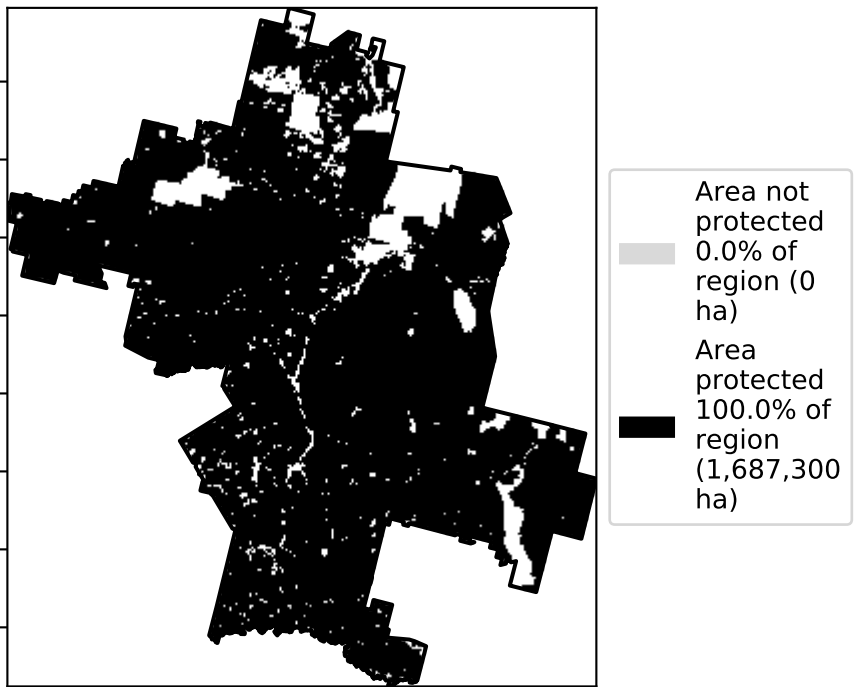 Area not
protected
0.0% of
region (0
ha)
Area
protected
100.0% of
region
(1,687,300
ha)